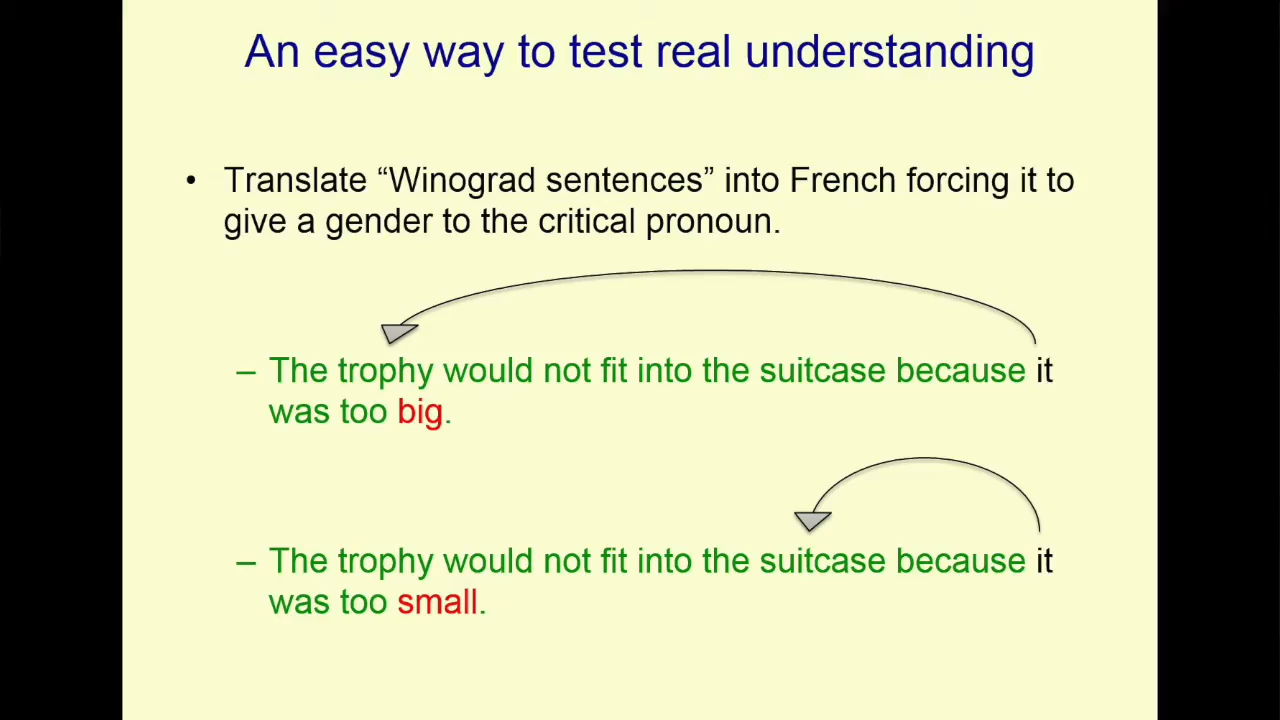 An easy way to test real understanding
• Translate “Winograd sentences” into French forcing it to
give a gender to the critical pronoun.
– The trophy would not fit into the suitcase because it
was too big.
– The trophy would not fit into the suitcase because it
was too small.